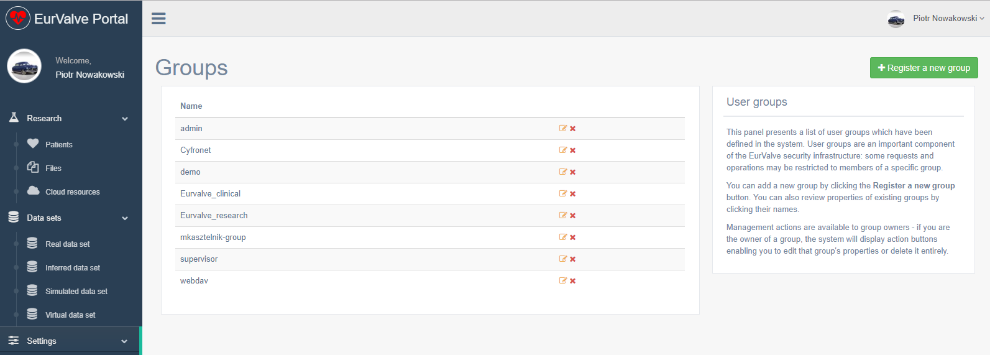 EurValve Portal
Piotr Nowakowski
Welcome,
Piotr Nowakowski
Research
Patients
Files
Cloud resources
Data sets
Real data set
Inferred data set
Simulated data set
Virtual data set
Settings
Groups
Register a new group
Name
admin
Cyfronet
demo
Eurvalve_clinical
Eurvalve_research
mkasztelnik-group
supervisor
webdav
User groups
This panel presents a list of user groups which have been
defined in the system. User groups are an important component
of the EurValve security infrastructure: some requests and
operations may be restricted to members of a specific group.
You can add a new group by clicking the Register a new group
button. You can also review properties of existing groups by
clicking their names.
Management actions are available to group owners - if you are
the owner of a group, the system will display action buttons
enabling you to edit that group's properties or delete it entirely.